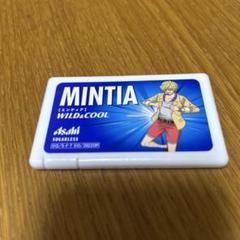 MINTIA
[ミンティア]
WILD&COOL
Asahi
SUGARLESS